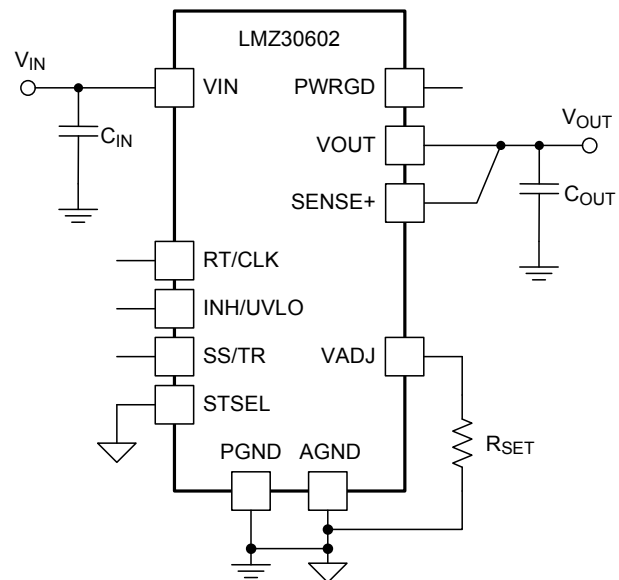 LMZ30602
VIN
VIN
PWRGD
CIN
VOUT
VOUT
SENSE+
COUT
RT/CLK
INH/UVLO
SS/TR
VADJ
STSEL
RSET
PGND AGND